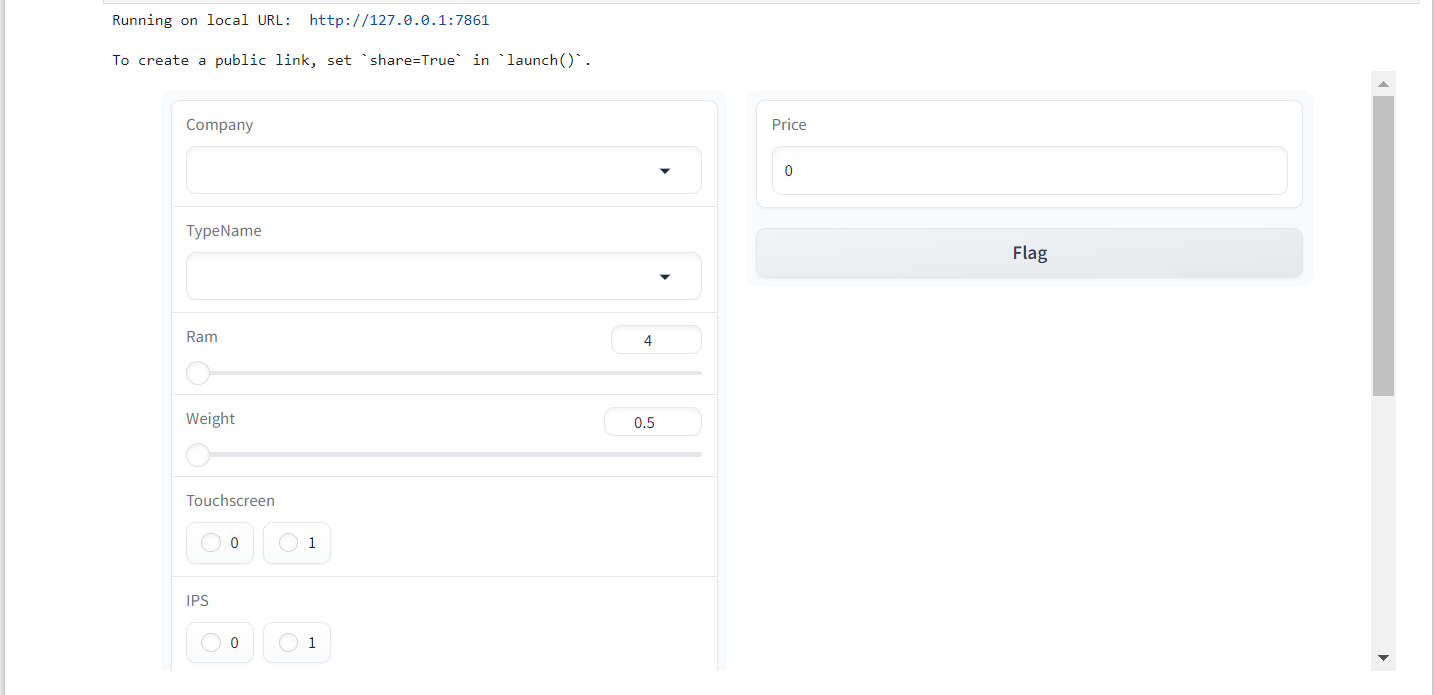 Running on local URL:  http://127.0.0.1:7861
To create a public link, set `share=True` in `launch()`.
Company
TypeName
Ram
4
Weight
0.5
Touchscreen
0 1
IPS
0 1
Price
0
Flag